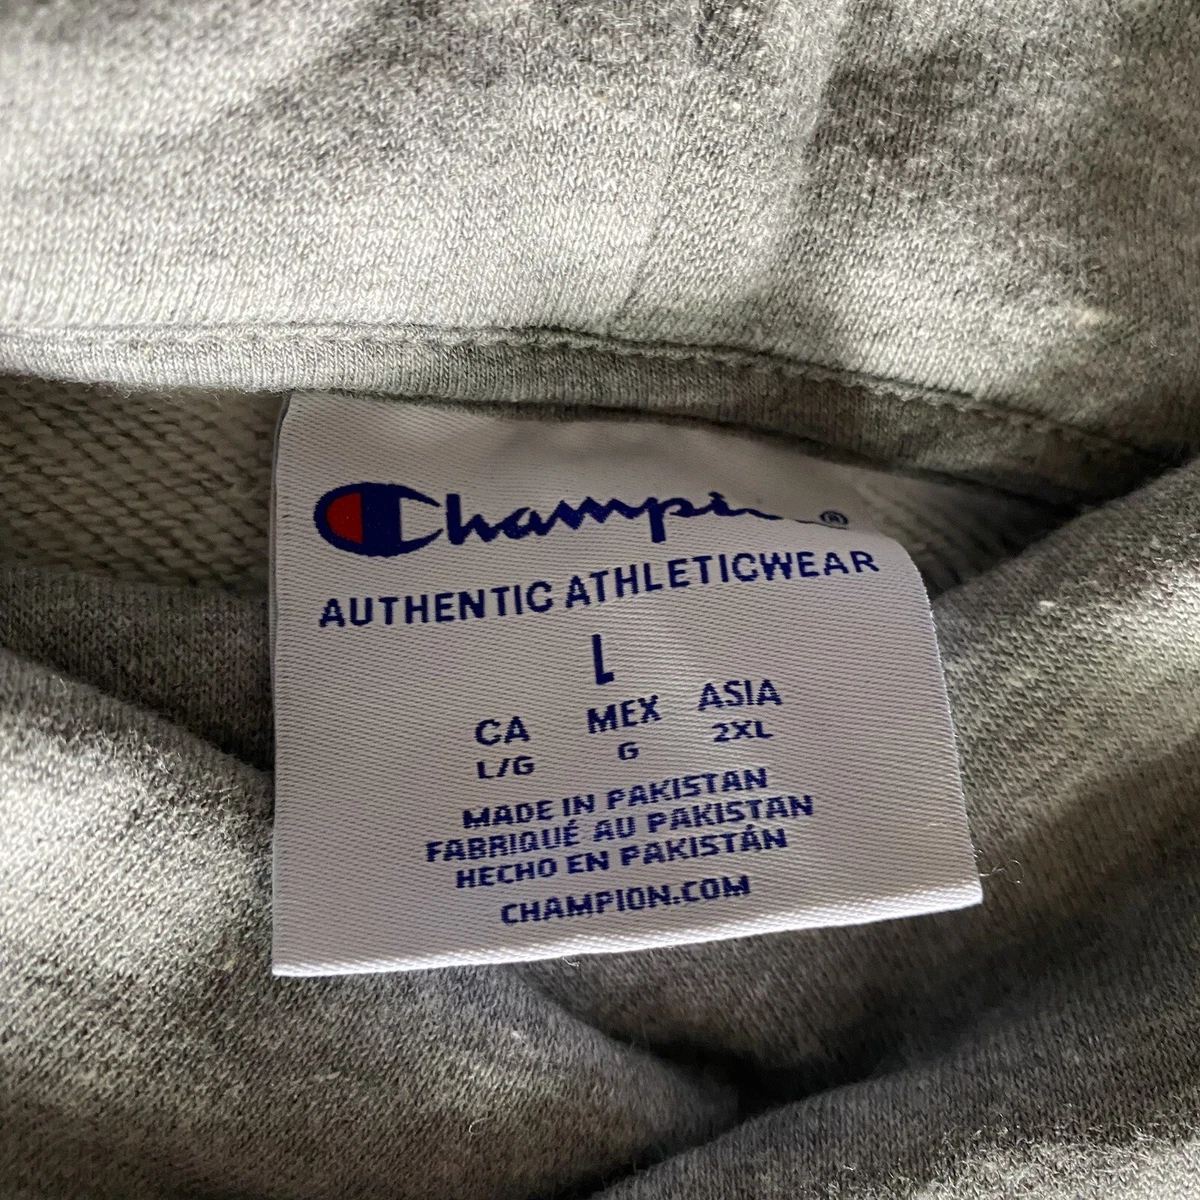 Champion®
AUTHENTIC ATHLETICWEAR
L
CA MEX ASIA
L/G G 2XL
MADE IN PAKISTAN
FABRIQUÉ AU PAKISTAN
HECHO EN PAKISTÁN
CHAMPION.COM